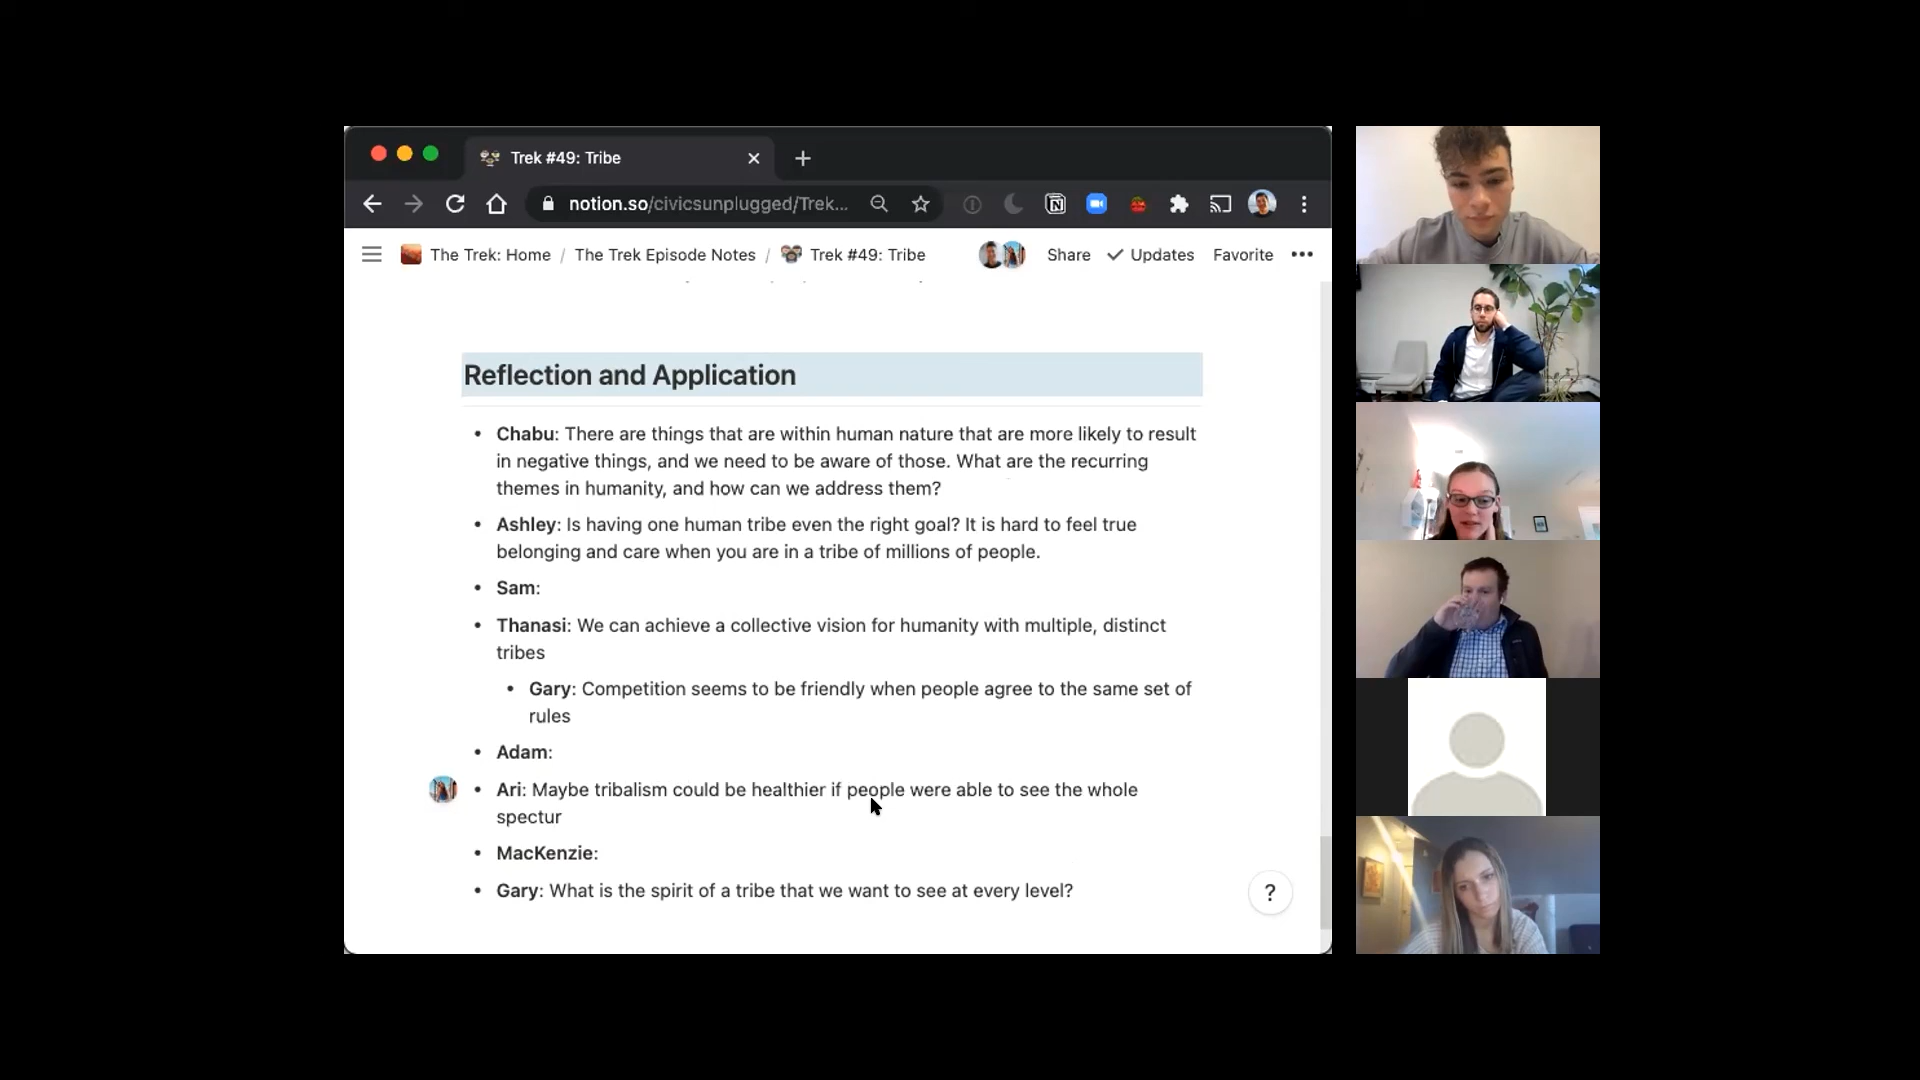 Trek #49: Tribe
notion.so/civicsunplugged/Trek...
The Trek: Home / The Trek Episode Notes / Trek #49: Tribe
Share Updates Favorite
Reflection and Application
• Chabu: There are things that are within human nature that are more likely to result
in negative things, and we need to be aware of those. What are the recurring
themes in humanity, and how can we address them?
• Ashley: Is having one human tribe even the right goal? It is hard to feel true
belonging and care when you are in a tribe of millions of people.
• Sam:
• Thanasi: We can achieve a collective vision for humanity with multiple, distinct
tribes
• Gary: Competition seems to be friendly when people agree to the same set of
rules
• Adam:
• Ari: Maybe tribalism could be healthier if people were able to see the whole
spectur
• MacKenzie:
• Gary: What is the spirit of a tribe that we want to see at every level?
?